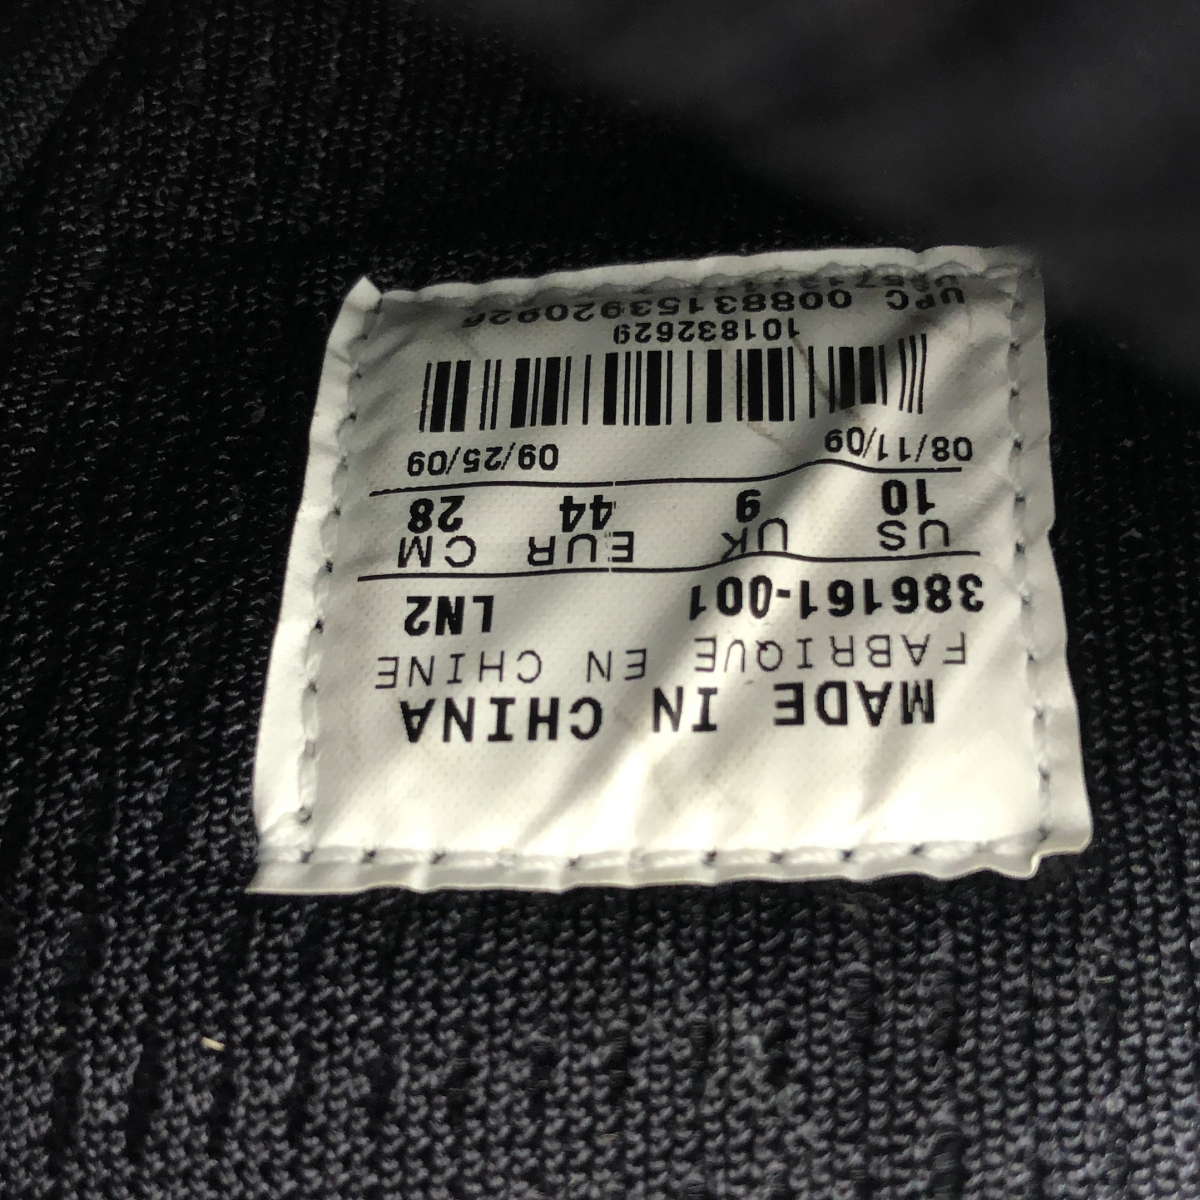 MADE IN CHINA
FABRIQUE EN CHINE
386161-001 LN2
US UK EUR CM
10 9 44 28
08/11/09 09/25/09
101832629
UPC 00883153920926